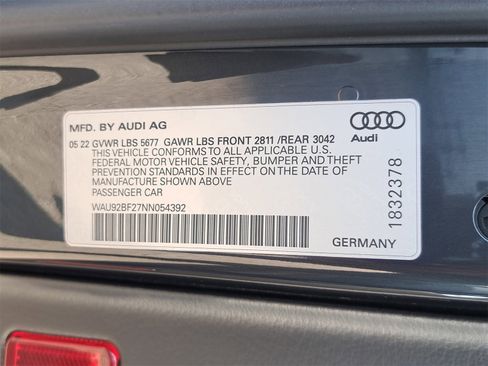 MFD. BY AUDI AG
05 22 GVWR LBS 5677 GAWR LBS FRONT 2811 /REAR 3042
THIS VEHICLE CONFORMS TO ALL APPLICABLE U.S.
FEDERAL MOTOR VEHICLE SAFETY, BUMPER AND THEFT
PREVENTION STANDARDS IN EFFECT ON THE DATE OF
MANUFACTURE SHOWN ABOVE
PASSENGER CAR
WAU92BF27NN054392
Audi
1832378
GERMANY